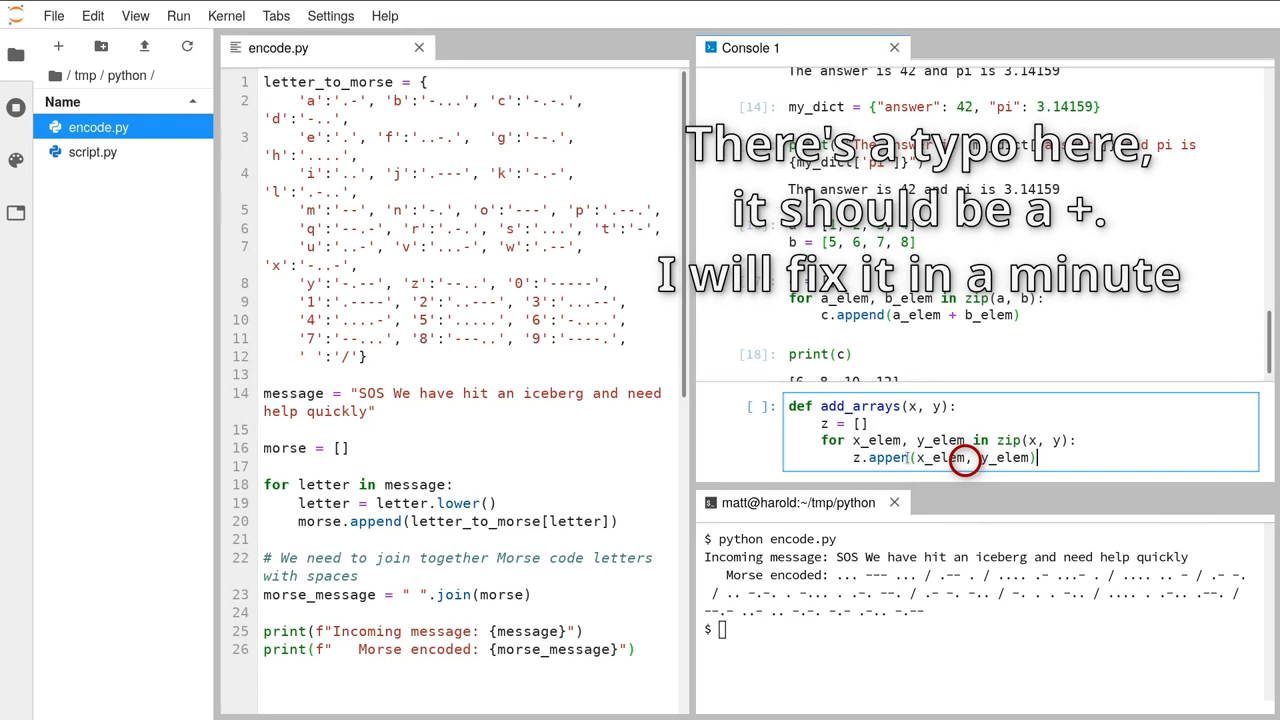 File Edit View Run Kernel Tabs Settings Help
/ tmp / python /
Name
encode.py
script.py
encode.py
1 letter_to_morse = {
2 'a':'.-', 'b':'-...', 'c':'-.-.',
'd':'-..',
3 'e':'.', 'f':'..-.', 'g':'--.',
'h':'....',
4 'i':'..', 'j':'.---', 'k':'-.-',
'l':'.-..',
5 'm':'--', 'n':'-.', 'o':'---', 'p':'.--.',
6 'q':'--.-', 'r':'.-.', 's':'...', 't':'-',
7 'u':'..-', 'v':'...-', 'w':'.--',
'x':'-..-',
8 'y':'-.--', 'z':'--..', '0':'-----',
9 '1':'.----', '2':'..---', '3':'...--',
10 '4':'....-', '5':'.....', '6':'-....',
11 '7':'--...', '8':'---..', '9':'----.',
12 ' ':'/'}
13
14 message = "SOS We have hit an iceberg and need
help quickly"
15
16 morse = []
17
18 for letter in message:
19 letter = letter.lower()
20 morse.append(letter_to_morse[letter])
21
22 # We need to join together Morse code letters
with spaces
23 morse_message = " ".join(morse)
24
25 print(f"Incoming message: {message}")
26 print(f"   Morse encoded: {morse_message}")
Console 1
The answer is 42 and pi is 3.14159
[14]: my_dict = {"answer": 42, "pi": 3.14159}
There's a typo here,
it should be a +.
I will fix it in a minute
pi is
{my_dict['pi']}")
The answer is 42 and pi is 3.14159
b = [5, 6, 7, 8]
for a_elem, b_elem in zip(a, b):
c.append(a_elem + b_elem)
[18]: print(c)
[6, 8, 10, 12]
[ ]: def add_arrays(x, y):
z = []
for x_elem, y_elem in zip(x, y):
z.append(x_elem, y_elem)
matt@harold:~/tmp/python
$ python encode.py
Incoming message: SOS We have hit an iceberg and need help quickly
Morse encoded: ... --- ... / .-- . / .... .- ...- . / .... .. - / .- -.
/ .. -.-. . -... . .-. --. / .- -. -.. / -. . . -.. / .... . .-.. .--. /
--.- ..- .. -.-. -.- .-.. -.--
$